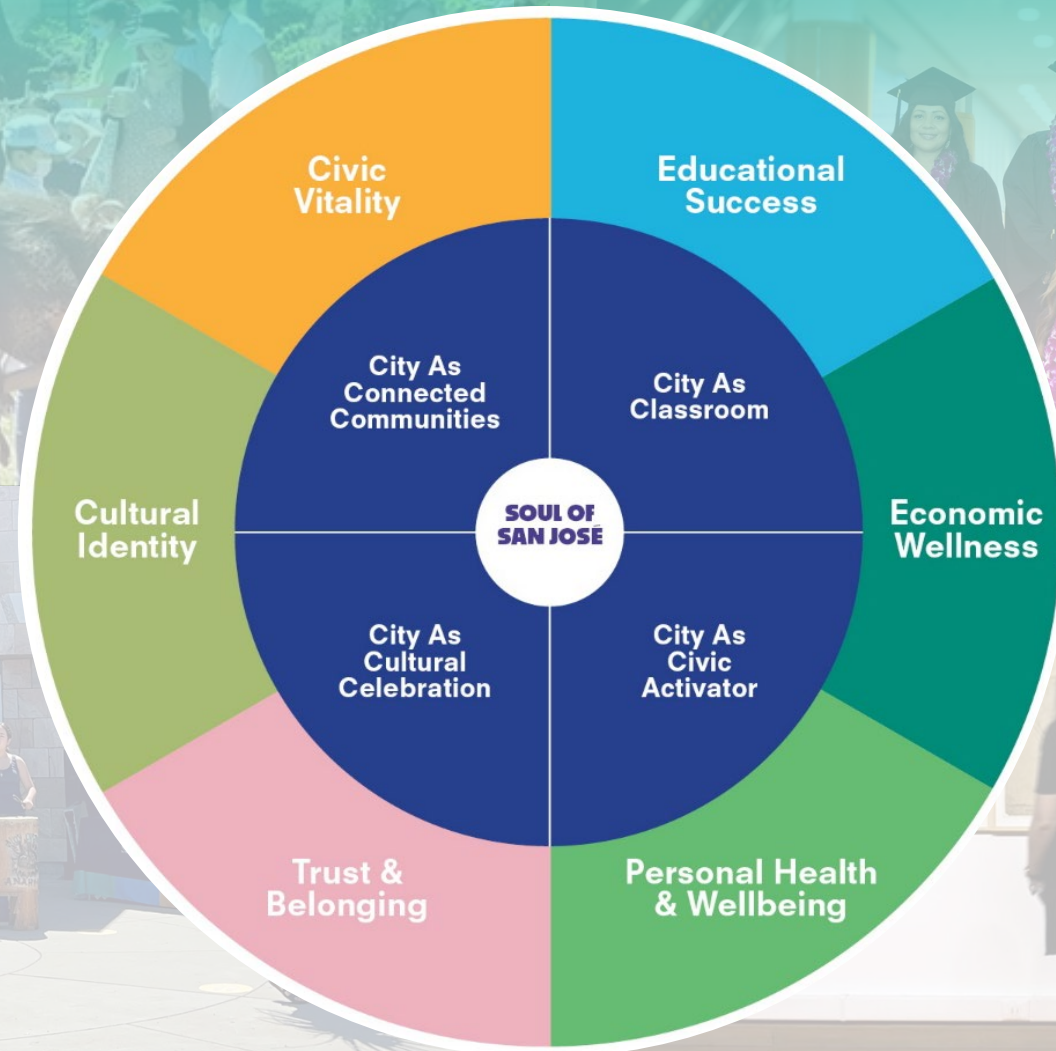 Civic
Vitality
Educational
Success
City As
Connected
Communities
City As
Classroom
Cultural
Identity
SOUL OF
SAN JOSÉ
Economic
Wellness
City As
Cultural
Celebration
City As
Civic
Activator
Trust &
Belonging
Personal Health
& Wellbeing